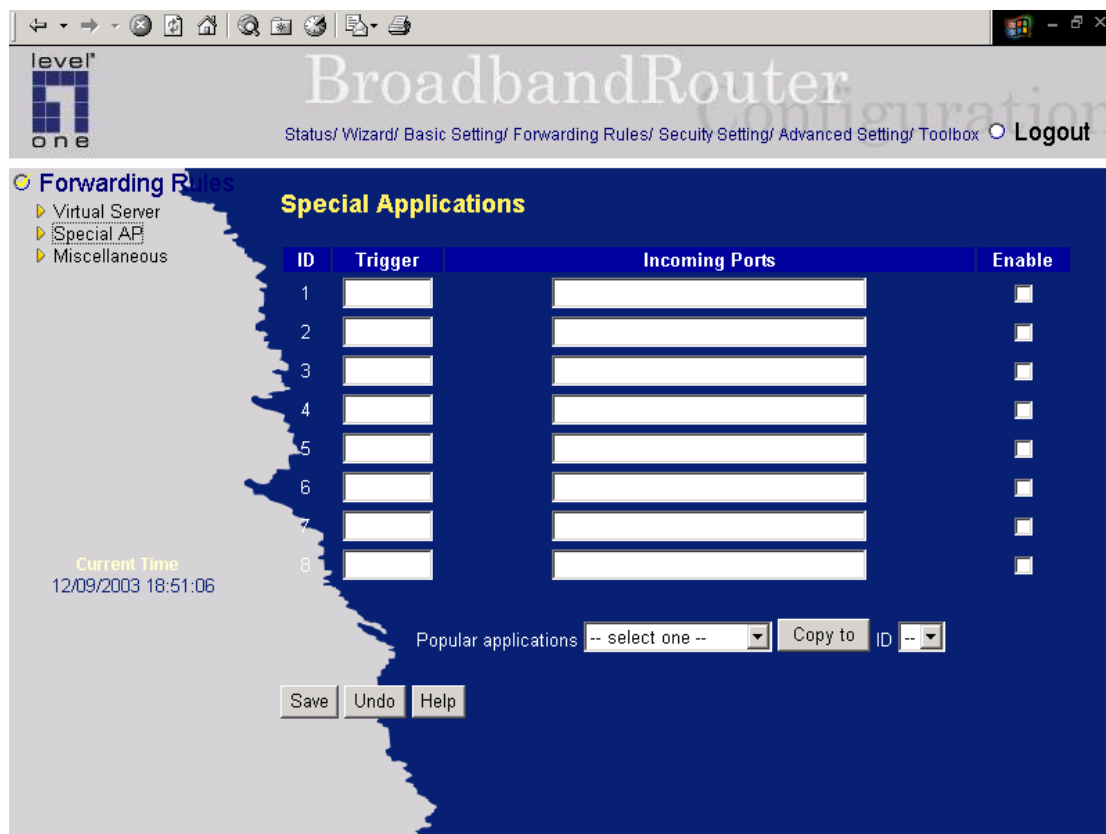 level
one
BroadbandRouter
Configuration
Status/ Wizard/ Basic Setting/ Forwarding Rules/ Secuity Setting/ Advanced Setting/ Toolbox Logout
Forwarding Rules
Virtual Server
Special AP
Miscellaneous
Special Applications
ID Trigger Incoming Ports Enable
1
2
3
4
5
6
7
8
Current Time
12/09/2003 18:51:06
Popular applications -- select one -- Copy to ID --
Save Undo Help